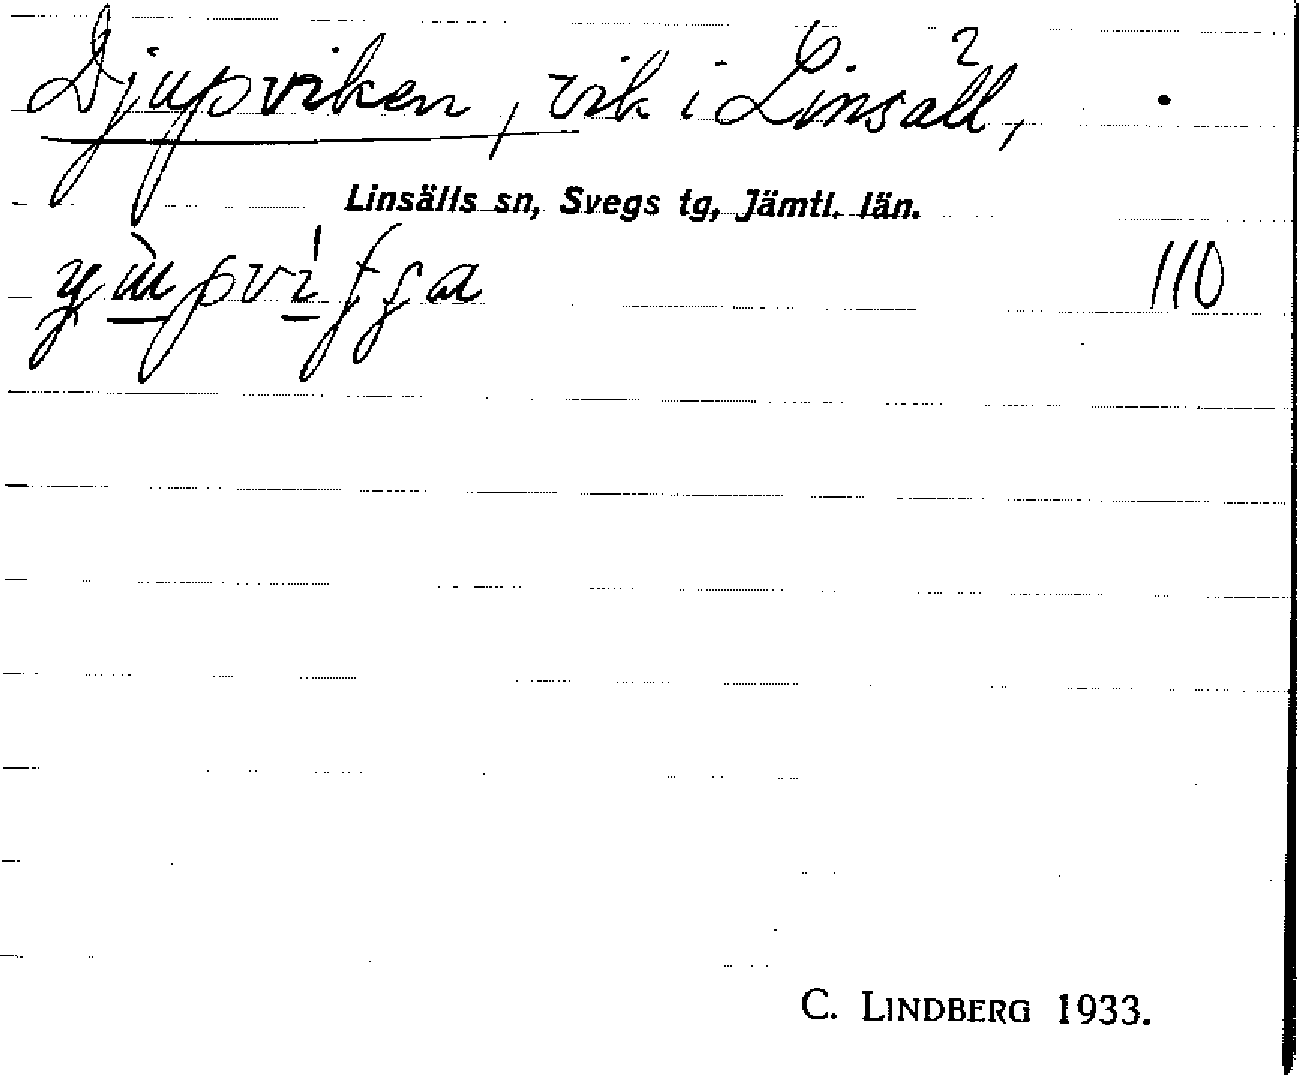 Djupviken, vik i Linsäll,
Linsälls sn, Svegs tg, Jämtl. län.
110
C. LINDBERG 1933.